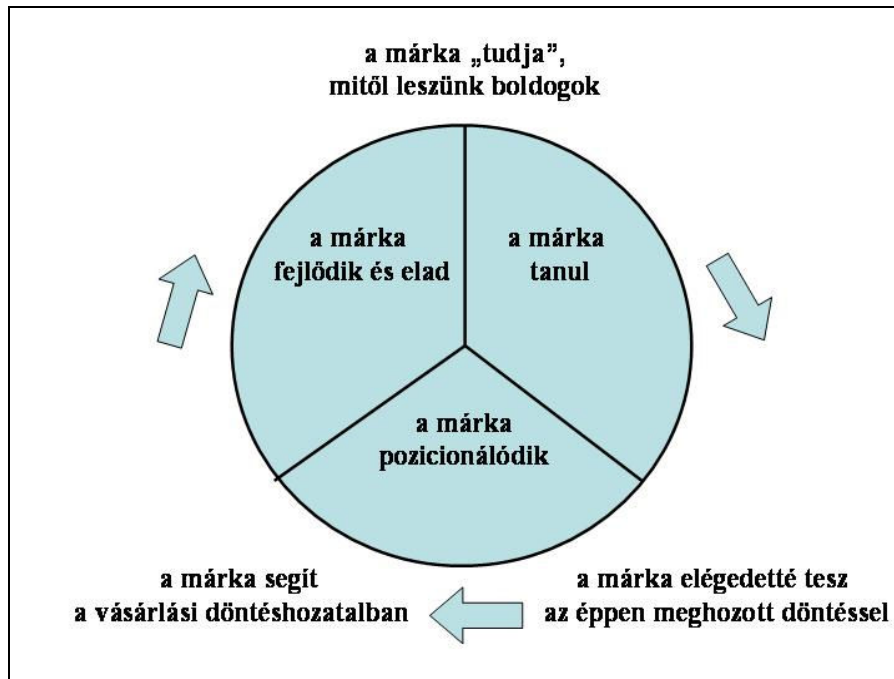 a márka „tudja”,
mitől leszünk boldogok
a márka
fejlődik és elad
a márka
tanul
a márka
pozicionálódik
a márka segít
a vásárlási döntéshozatalban
a márka elégedetté tesz
az éppen meghozott döntéssel